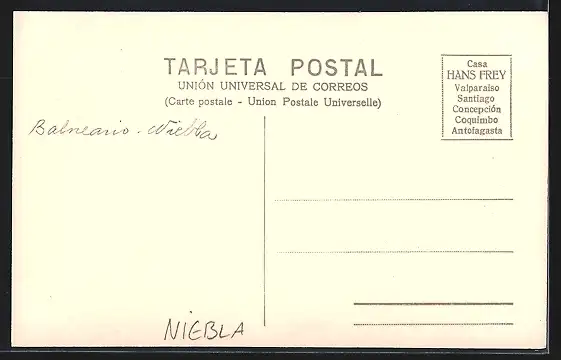 TARJETA POSTAL
UNIÓN UNIVERSAL DE CORREOS
(Carte postale - Union Postale Universelle)
Casa
HANS FREY
Valparaiso
Santiago
Concepción
Coquimbo
Antofagasta
Balneario - Niebla
NIEBLA